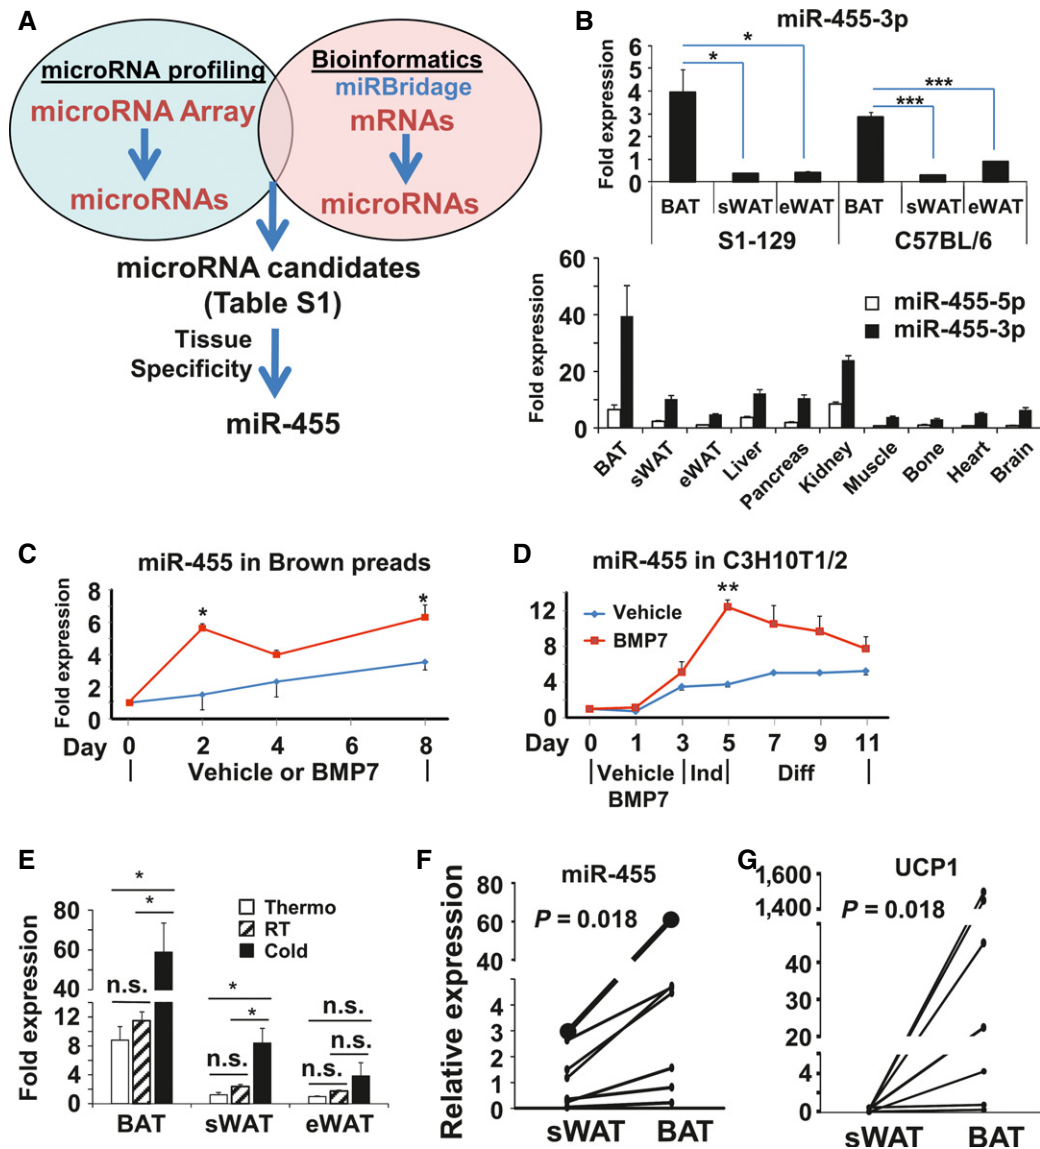 A
microRNA profiling
microRNA Array
microRNAs
Bioinformatics
miRBridage
mRNAs
microRNAs
microRNA candidates
(Table S1)
Tissue
Specificity
miR-455
B
miR-455-3p
Fold expression
6
5
4
3
2
1
0
*
*
***
***
BAT
sWAT
eWAT
BAT
sWAT
eWAT
S1-129
C57BL/6
Fold expression
60
40
20
0
miR-455-5p
miR-455-3p
BAT
sWAT
eWAT
Liver
Pancreas
Kidney
Muscle
Bone
Heart
Brain
C
miR-455 in Brown preads
Fold expression
8
6
4
2
0
*
*
Day 0 2 4 6 8
Vehicle or BMP7
D
miR-455 in C3H10T1/2
12
8
4
0
Vehicle
BMP7
**
Day 0 1 3 5 7 9 11
Vehicle Ind Diff
BMP7
E
Fold expression
80
60
40
12
8
4
0
Thermo
RT
Cold
*
*
n.s.
*
*
n.s.
n.s.
n.s.
n.s.
BAT
sWAT
eWAT
F
miR-455
P = 0.018
Relative expression
80
60
40
4
3
2
1
0
sWAT
BAT
G
UCP1
P = 0.018
1,600
1,400
40
30
20
4
2
0
sWAT
BAT